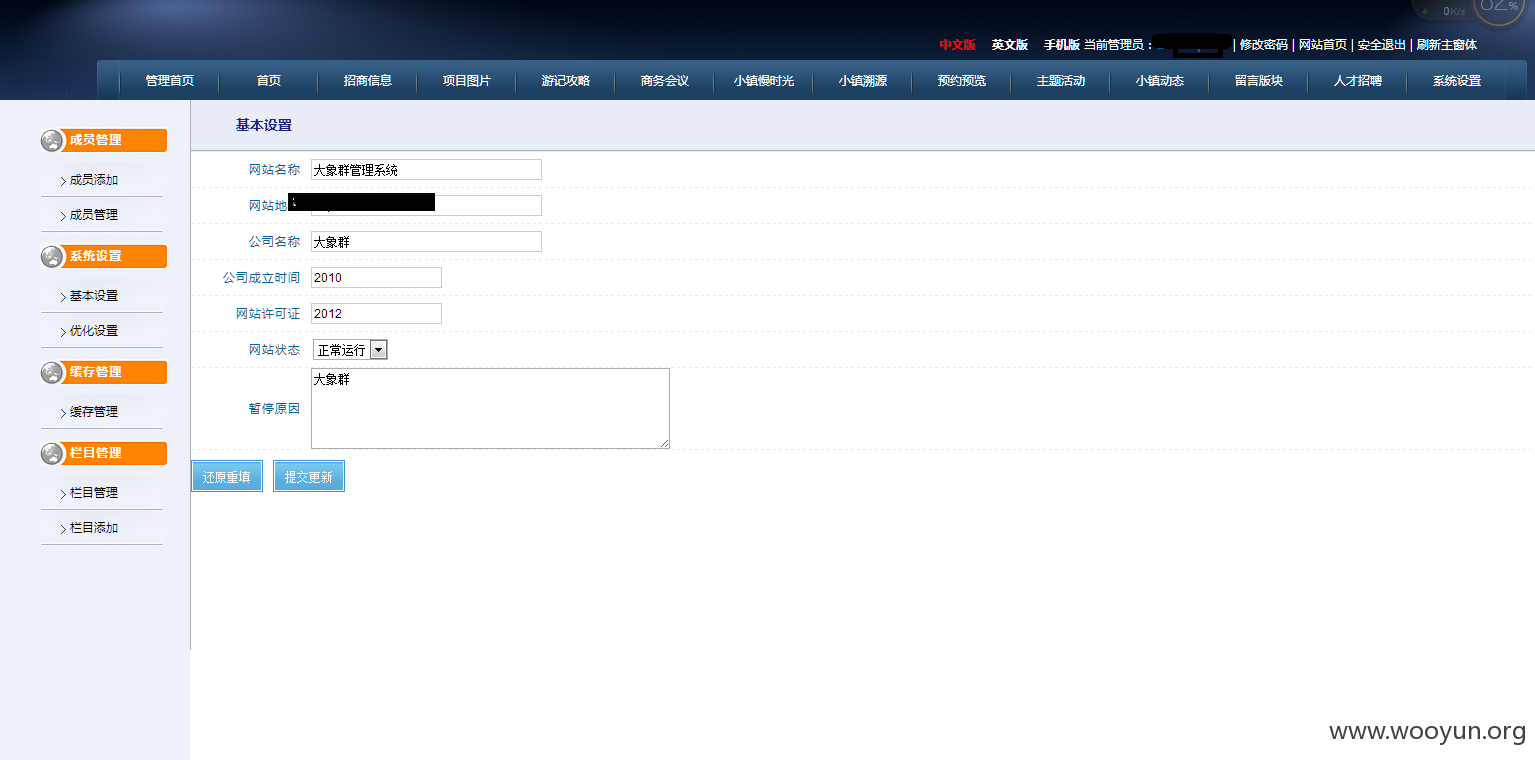 0K/s
62%
中文版 英文版 手机版 当前管理员： | 修改密码 | 网站首页 | 安全退出 | 刷新主窗体
管理首页 首页 招商信息 项目图片 游记攻略 商务会议 小镇慢时光 小镇溯源 预约预览 主题活动 小镇动态 留言版块 人才招聘 系统设置
成员管理
成员添加
成员管理
系统设置
基本设置
优化设置
缓存管理
缓存管理
栏目管理
栏目管理
栏目添加
基本设置
网站名称 大象群管理系统
网站地
公司名称 大象群
公司成立时间 2010
网站许可证 2012
网站状态 正常运行
暂停原因 大象群
还原重填 提交更新
www.wooyun.org